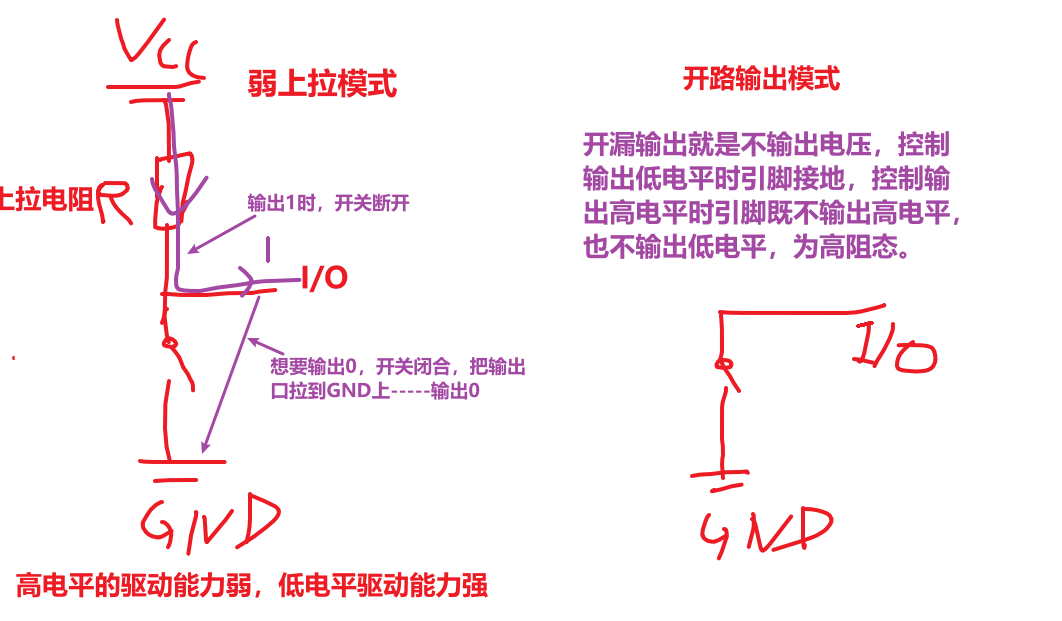 VCC
弱上拉模式
上拉电阻R
输出1时，开关断开
1
I/O
想要输出0，开关闭合，把输出
口拉到GND上-----输出0
GND
高电平的驱动能力弱，低电平驱动能力强
开路输出模式
开漏输出就是不输出电压，控制
输出低电平时引脚接地，控制输
出高电平时引脚既不输出高电平，
也不输出低电平，为高阻态。
I/O
GND